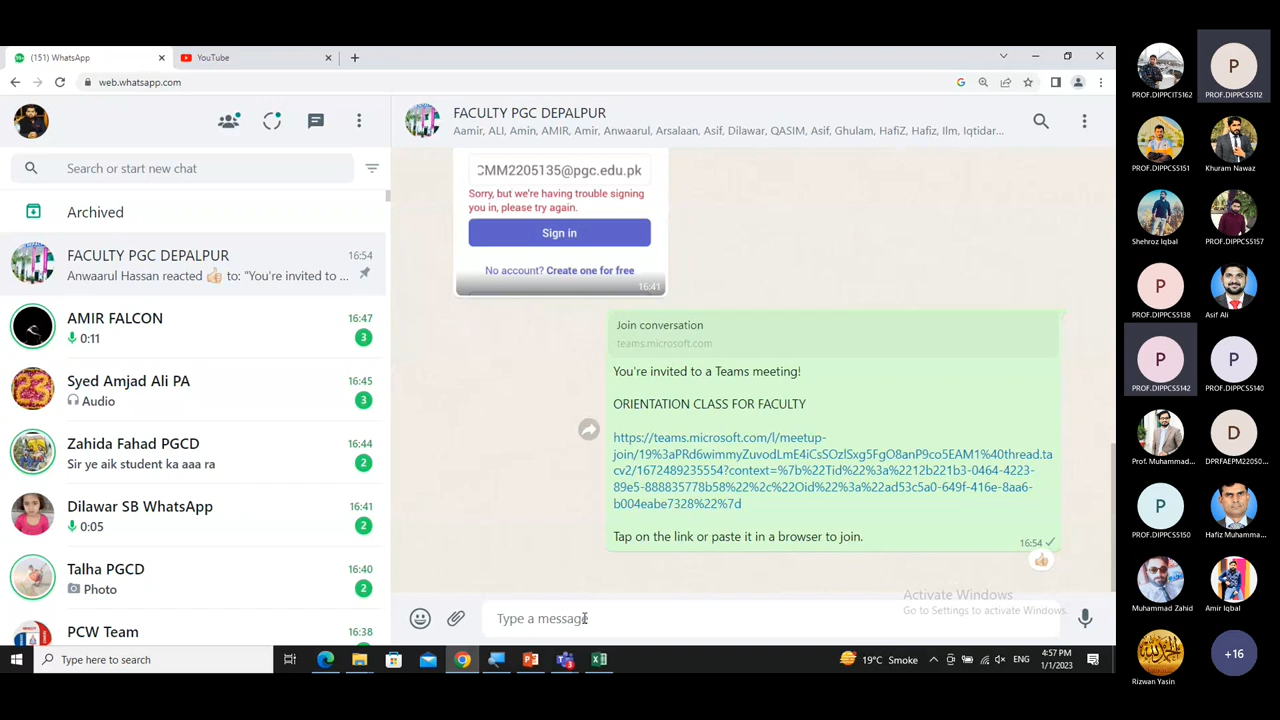 (151) WhatsApp
YouTube
web.whatsapp.com
Search or start new chat
Archived
FACULTY PGC DEPALPUR
16:54
Anwaarul Hassan reacted 👍🏻 to: "You're invited to ...
AMIR FALCON
16:47
0:11
3
Syed Amjad Ali PA
16:45
Audio
3
Zahida Fahad PGCD
16:44
Sir ye aik student ka aaa ra
2
Dilawar SB WhatsApp
16:41
0:05
2
Talha PGCD
16:40
Photo
2
PCW Team
16:38
FACULTY PGC DEPALPUR
Aamir, ALI, Amin, AMIR, Amir, Anwaarul, Arsalaan, Asif, Dilawar, QASIM, Asif, Ghulam, HafiZ, Hafiz, Ilm, Iqtidar...
CMM2205135@pgc.edu.pk
Sorry, but we're having trouble signing
you in, please try again.
Sign in
No account? Create one for free
16:41
Join conversation
teams.microsoft.com
You're invited to a Teams meeting!
ORIENTATION CLASS FOR FACULTY
https://teams.microsoft.com/l/meetup-
join/19%3aPRd6wimmyZuvodLmE4iCsSOzlSxg5FgO8anP9co5EAM1%40thread.ta
cv2/1672489235554?context=%7b%22Tid%22%3a%2212b221b3-0464-4223-
89e5-888835778b58%22%2c%22Oid%22%3a%22ad53c5a0-649f-416e-8aa6-
b004eabe7328%22%7d
Tap on the link or paste it in a browser to join.
16:54
Type a message
Activate Windows
Go to Settings to activate Windows.
Type here to search
19°C Smoke
ENG
4:57 PM
1/1/2023
PROF.DIPPCIT5162
P
PROF.DIPPCS5112
PROF.DIPPCS5151
Khuram Nawaz
Shehroz Iqbal
PROF.DIPPCS5157
P
PROF.DIPPCS5138
Asif Ali
P
PROF.DIPPCS5142
P
PROF.DIPPCS5140
Prof. Muhammad...
D
DPRFAEPM22050...
P
PROF.DIPPCS5150
Hafiz Muhamma...
Muhammad Zahid
Amir Iqbal
Rizwan Yasin
+16